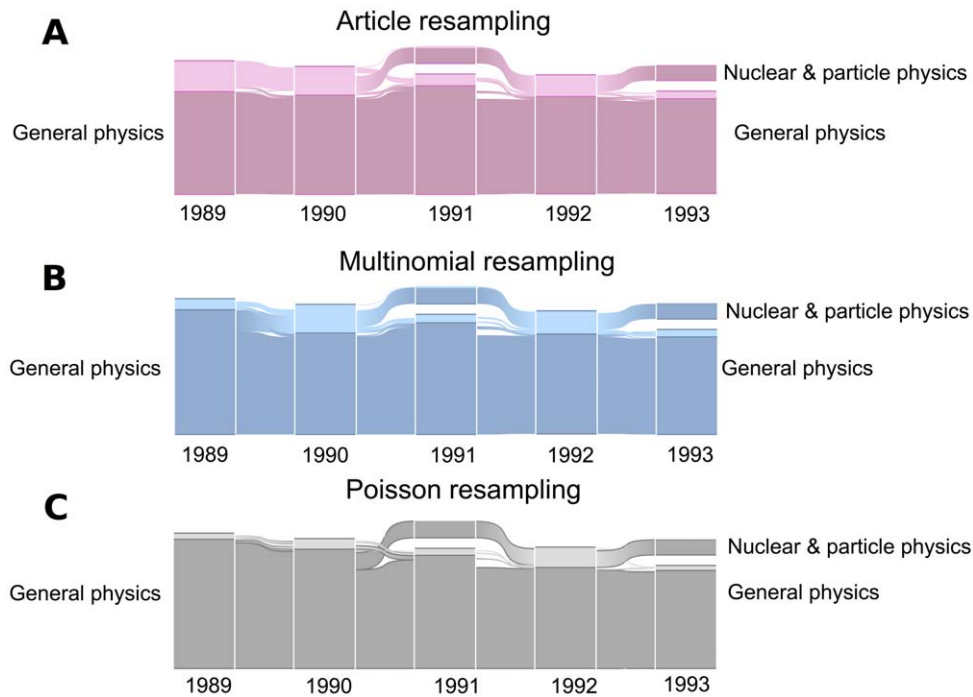 A
Article resampling
Nuclear & particle physics
General physics
General physics
1989
1990
1991
1992
1993
B
Multinomial resampling
Nuclear & particle physics
General physics
General physics
1989
1990
1991
1992
1993
C
Poisson resampling
Nuclear & particle physics
General physics
General physics
1989
1990
1991
1992
1993